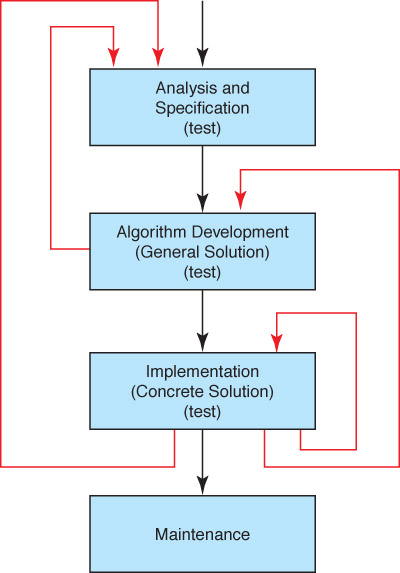 Analysis and
Specification
(test)
Algorithm Development
(General Solution)
(test)
Implementation
(Concrete Solution)
(test)
Maintenance